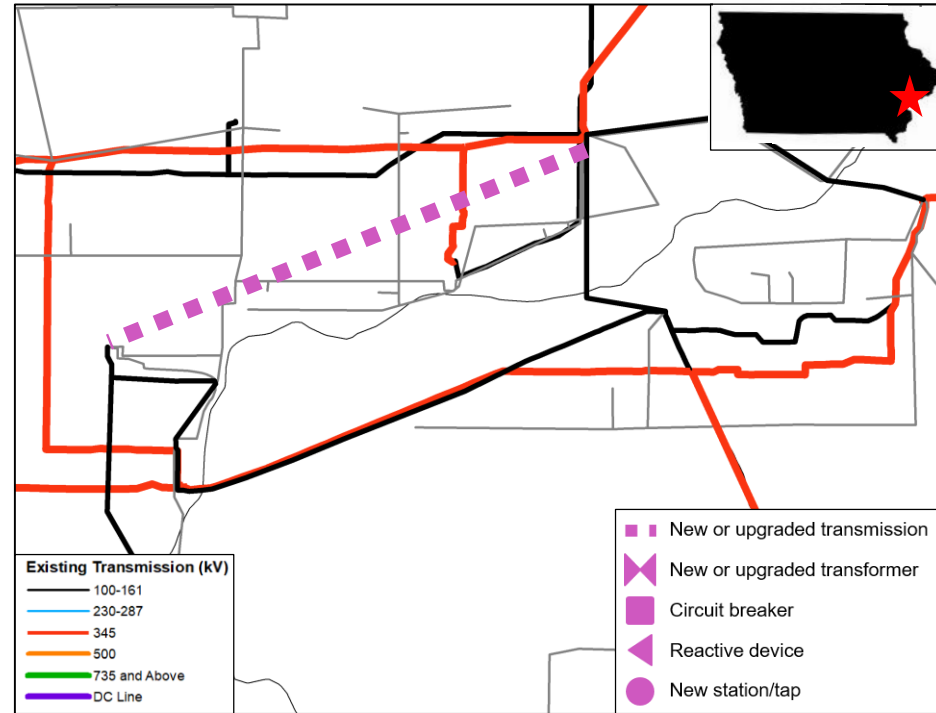 Existing Transmission (kV)
100-161
230-287
345
500
735 and Above
DC Line
New or upgraded transmission
New or upgraded transformer
Circuit breaker
Reactive device
New station/tap